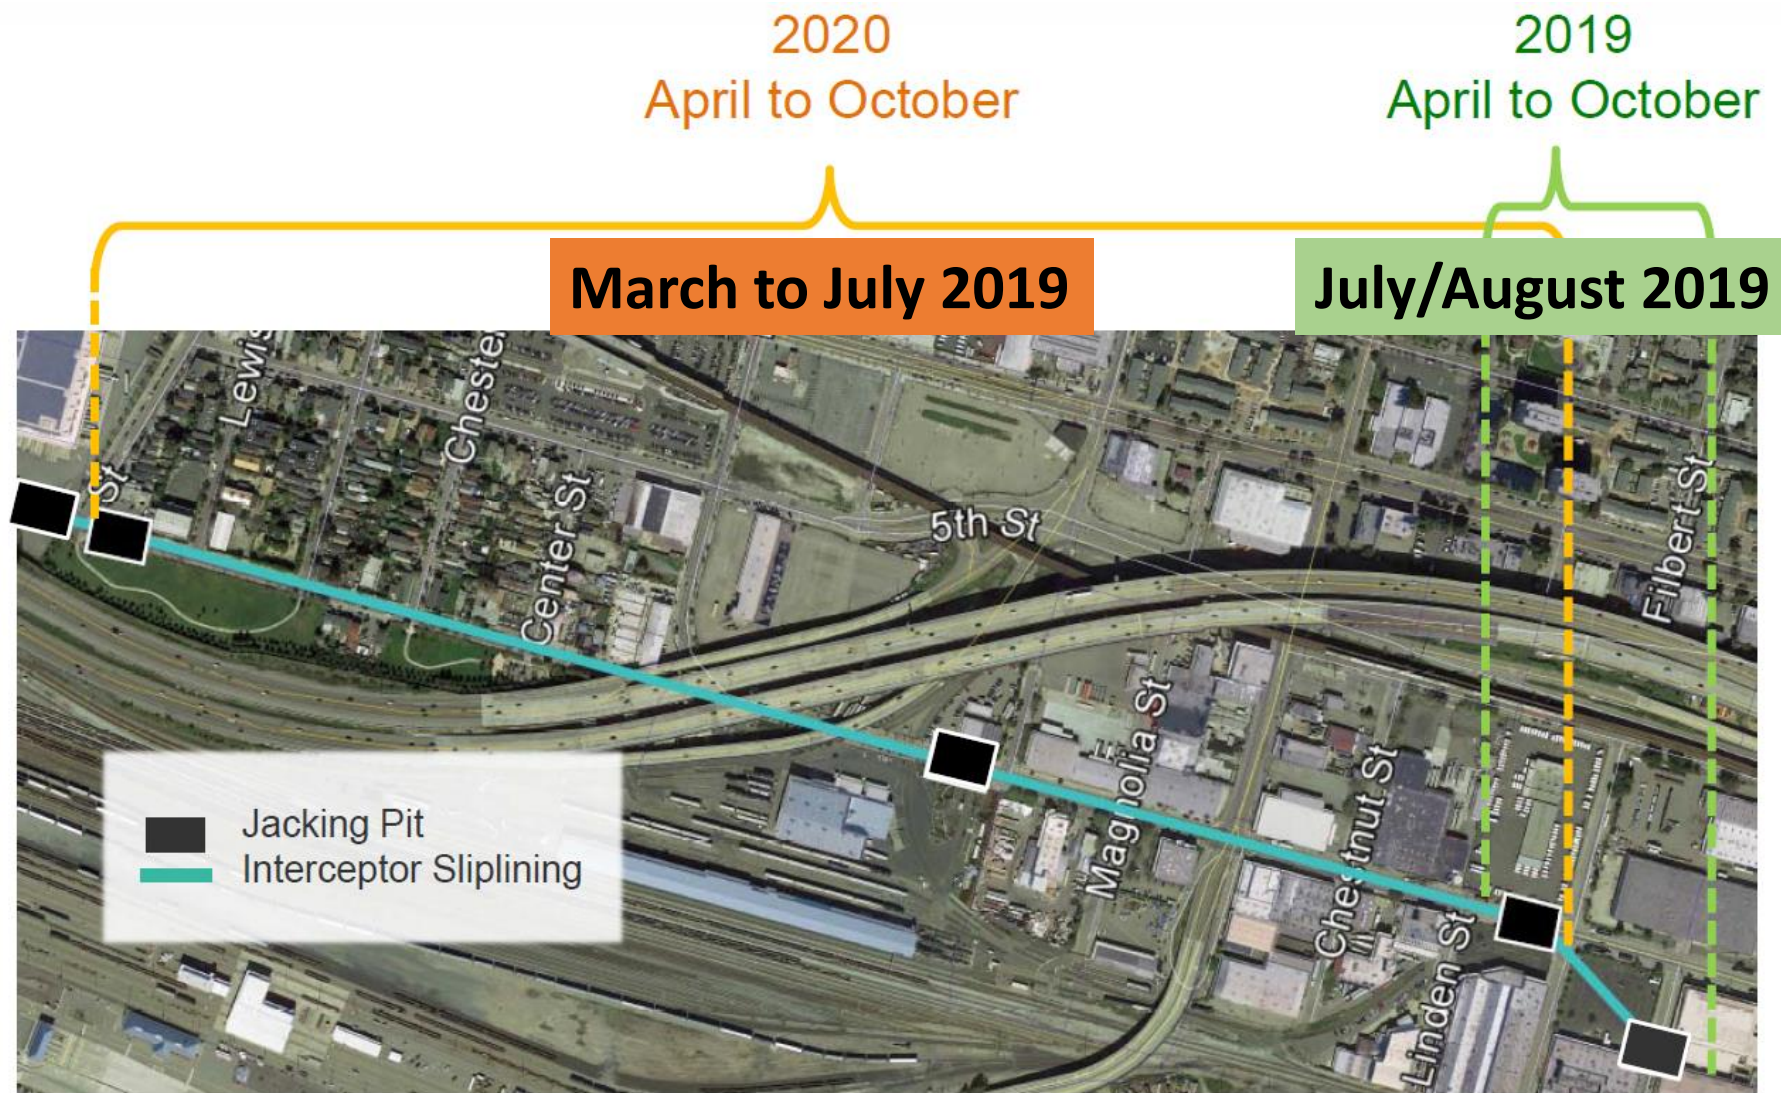 2020
April to October
2019
April to October
March to July 2019
July/August 2019
Lewis
Chester
St
Center St
5th St
Filbert St
Magnolia St
Chestnut St
Linden St
Jacking Pit
Interceptor Sliplining